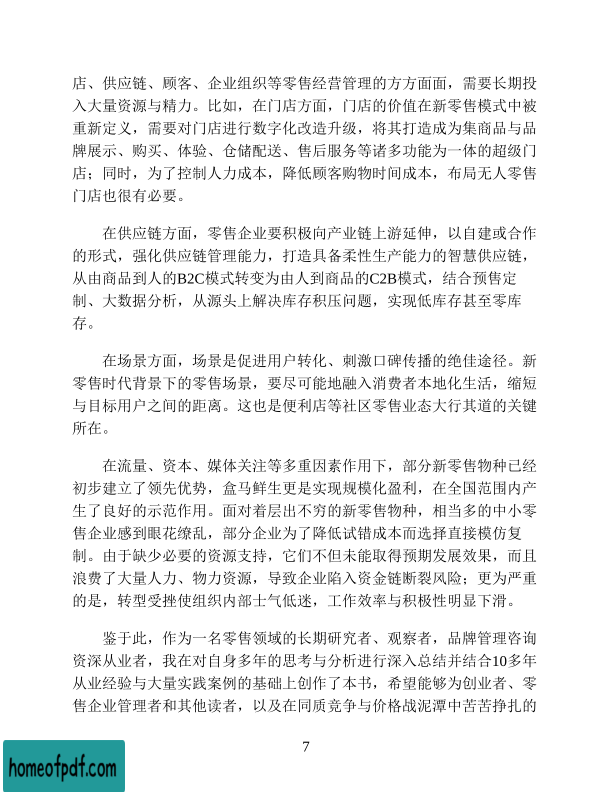 店、供应链、顾客、企业组织等零售经营管理的方方面面，需要长期投
入大量资源与精力。比如，在门店方面，门店的价值在新零售模式中被
重新定义，需要对门店进行数字化改造升级，将其打造成为集商品与品
牌展示、购买、体验、仓储配送、售后服务等诸多功能为一体的超级门
店；同时，为了控制人力成本，降低顾客购物时间成本，布局无人零售
门店也很有必要。
在供应链方面，零售企业要积极向产业链上游延伸，以自建或合作
的形式，强化供应链管理能力，打造具备柔性生产能力的智慧供应链，
从由商品到人的B2C模式转变为由人到商品的C2B模式，结合预售定
制、大数据分析，从源头上解决库存积压问题，实现低库存甚至零库
存。
在场景方面，场景是促进用户转化、刺激口碑传播的绝佳途径。新
零售时代背景下的零售场景，要尽可能地融入消费者本地化生活，缩短
与目标用户之间的距离。这也是便利店等社区零售业态大行其道的关键
所在。
在流量、资本、媒体关注等多重因素作用下，部分新零售物种已经
初步建立了领先优势，盒马鲜生更是实现规模化盈利，在全国范围内产
生了良好的示范作用。面对着层出不穷的新零售物种，相当多的中小零
售企业感到眼花缭乱，部分企业为了降低试错成本而选择直接模仿复
制。由于缺少必要的资源支持，它们不但未能取得预期发展效果，而且
浪费了大量人力、物力资源，导致企业陷入资金链断裂风险；更为严重
的是，转型受挫使组织内部士气低迷，工作效率与积极性明显下滑。
鉴于此，作为一名零售领域的长期研究者、观察者，品牌管理咨询
资深从业者，我在对自身多年的思考与分析进行深入总结并结合10多年
从业经验与大量实践案例的基础上创作了本书，希望能够为创业者、零
售企业管理者和其他读者，以及在同质竞争与价格战泥潭中苦苦挣扎的
7
homeofpdf.com